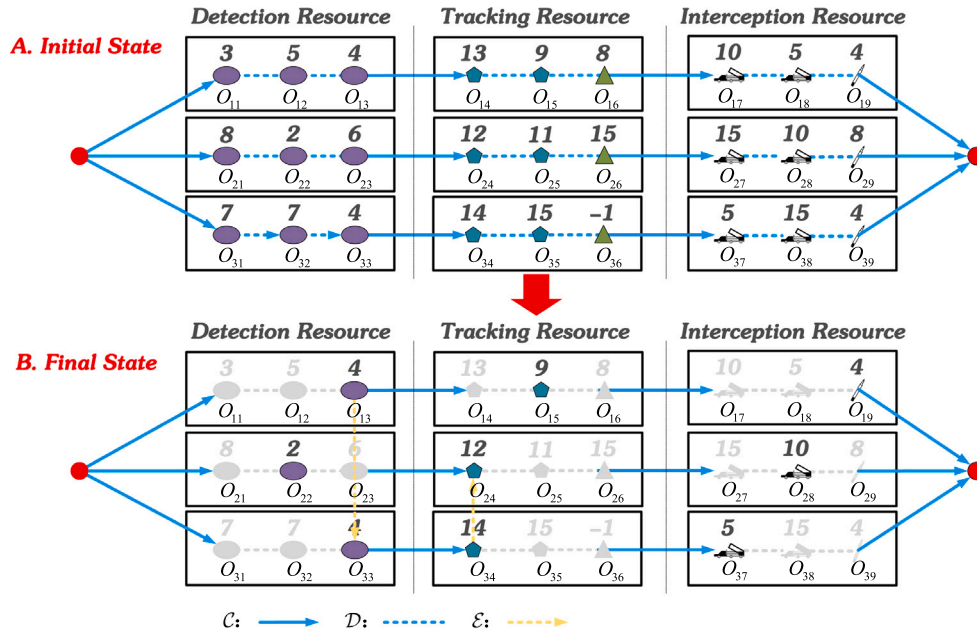 Detection Resource Tracking Resource Interception Resource
A. Initial State
3 5 4 13 9 8 10 5 4
O11 O12 O13 O14 O15 O16 O17 O18 O19
8 2 6 12 11 15 15 10 8
O21 O22 O23 O24 O25 O26 O27 O28 O29
7 7 4 14 15 -1 5 15 4
O31 O32 O33 O34 O35 O36 O37 O38 O39
Detection Resource Tracking Resource Interception Resource
B. Final State
3 5 4 13 9 8 10 5 4
O11 O12 O13 O14 O15 O16 O17 O18 O19
8 2 6 12 11 15 15 10 8
O21 O22 O23 O24 O25 O26 O27 O28 O29
7 7 4 14 15 -1 5 15 4
O31 O32 O33 O34 O35 O36 O37 O38 O39
C: D: E: